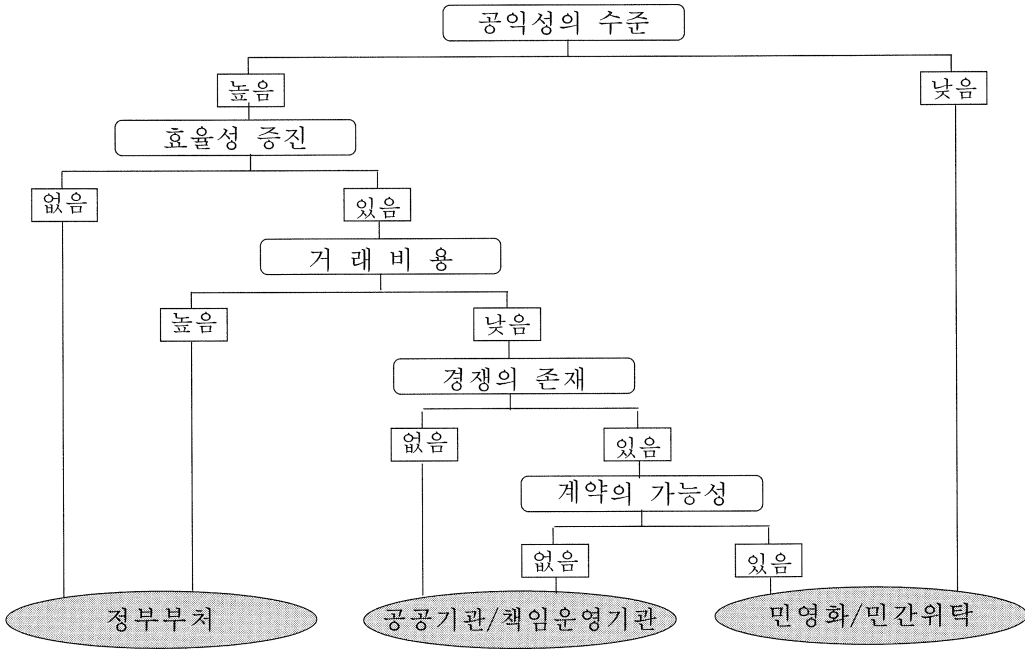 공익성의 수준
높음
낮음
효율성 증진
없음
있음
거 래 비 용
높음
낮음
경쟁의 존재
없음
있음
계약의 가능성
없음
있음
정부부처
공공기관/책임운영기관
민영화/민간위탁